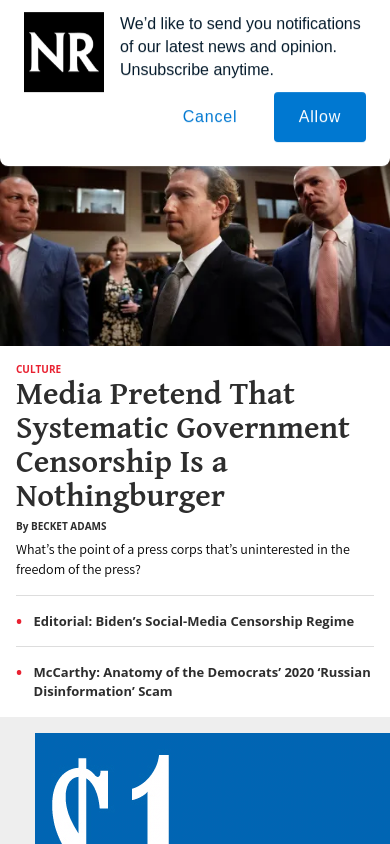 NR
We’d like to send you notifications
of our latest news and opinion.
Unsubscribe anytime.
Cancel
Allow
CULTURE
Media Pretend That
Systematic Government
Censorship Is a
Nothingburger
By BECKET ADAMS
What’s the point of a press corps that’s uninterested in the
freedom of the press?
• Editorial: Biden’s Social-Media Censorship Regime
• McCarthy: Anatomy of the Democrats’ 2020 ‘Russian
Disinformation’ Scam
¢1